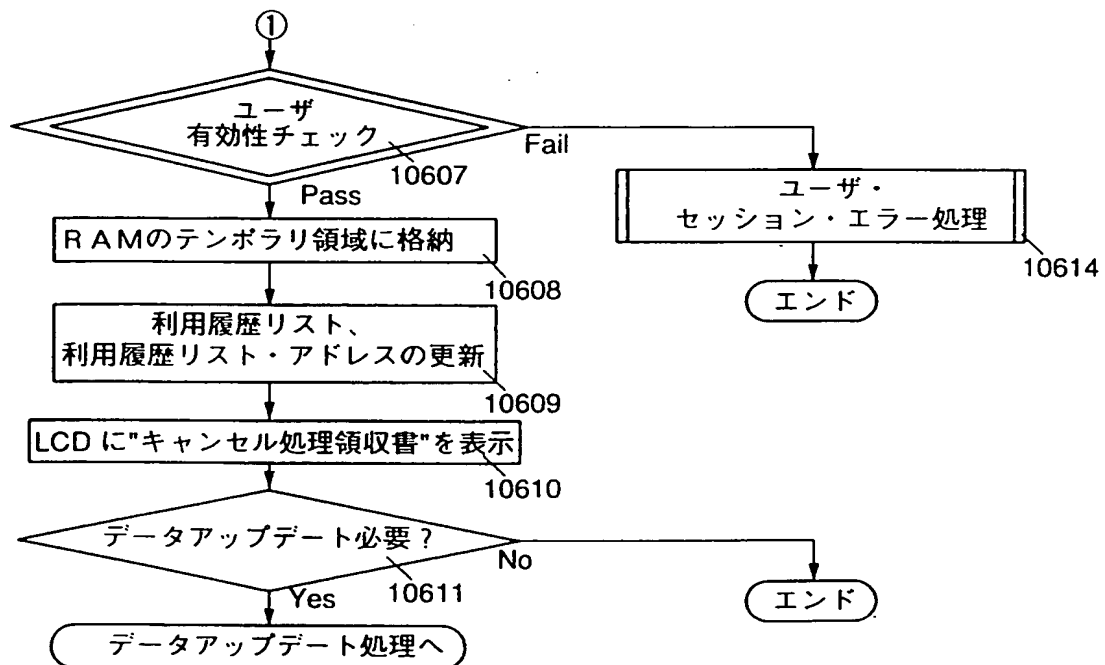 ①
ユーザ
有効性チェック
10607
Fail
Pass
ユーザ・
セッション・エラー処理
10614
エンド
RAMのテンポラリ領域に格納
10608
利用履歴リスト、
利用履歴リスト・アドレスの更新
10609
LCDに"キャンセル処理領収書"を表示
10610
データアップデート必要?
10611
No
Yes
エンド
データアップデート処理へ